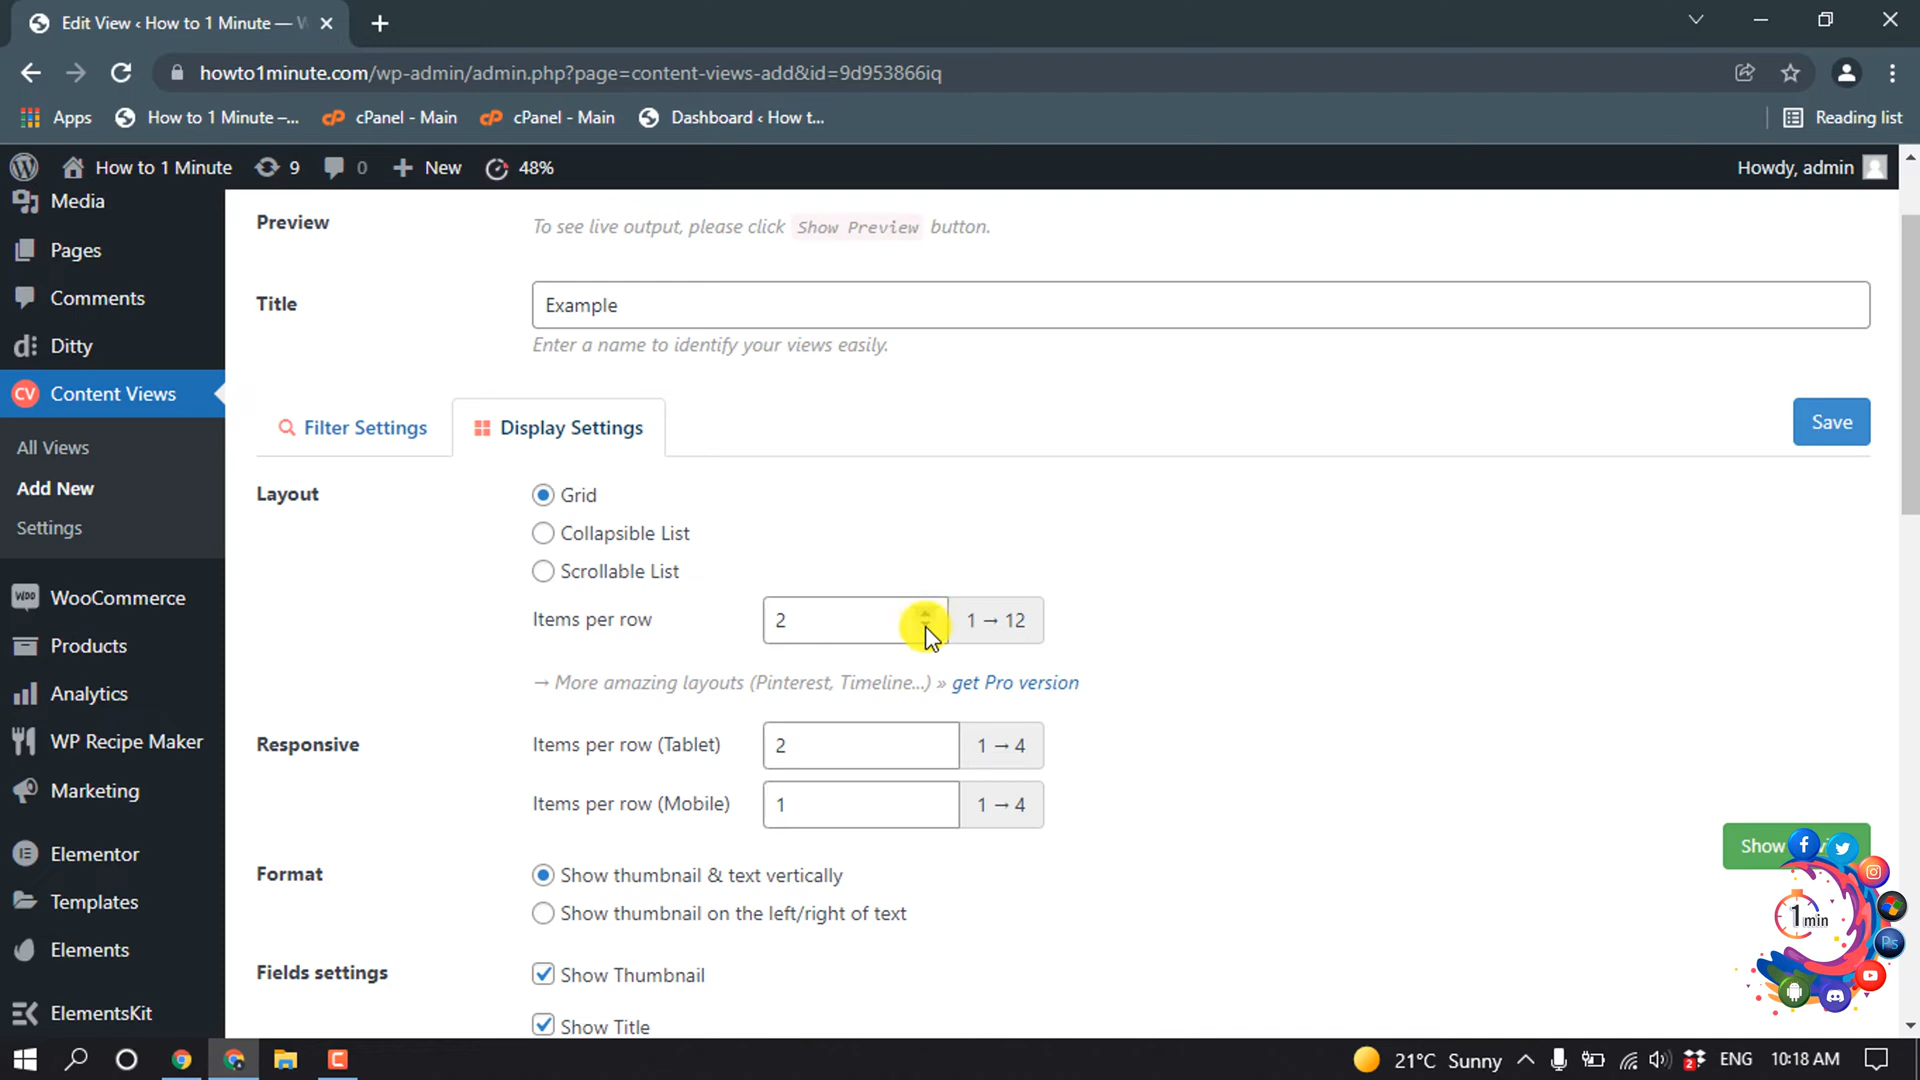 Edit View ‹ How to 1 Minute —
howto1minute.com/wp-admin/admin.php?page=content-views-add&id=9d953866iq
Apps How to 1 Minute –... cPanel - Main cPanel - Main Dashboard ‹ How t... Reading list
How to 1 Minute 9 0 New 48% Howdy, admin
Media
Pages
Comments
Ditty
Content Views
All Views
Add New
Settings
WooCommerce
Products
Analytics
WP Recipe Maker
Marketing
Elementor
Templates
Elements
ElementsKit
Preview To see live output, please click Show Preview button.
Title Example
Enter a name to identify your views easily.
Filter Settings Display Settings Save
Layout Grid
Collapsible List
Scrollable List
Items per row 2 1 → 12
→ More amazing layouts (Pinterest, Timeline...) » get Pro version
Responsive Items per row (Tablet) 2 1 → 4
Items per row (Mobile) 1 1 → 4
Show
Format Show thumbnail & text vertically
Show thumbnail on the left/right of text
Fields settings Show Thumbnail
Show Title
1 min
Ps
21°C Sunny ENG 10:18 AM